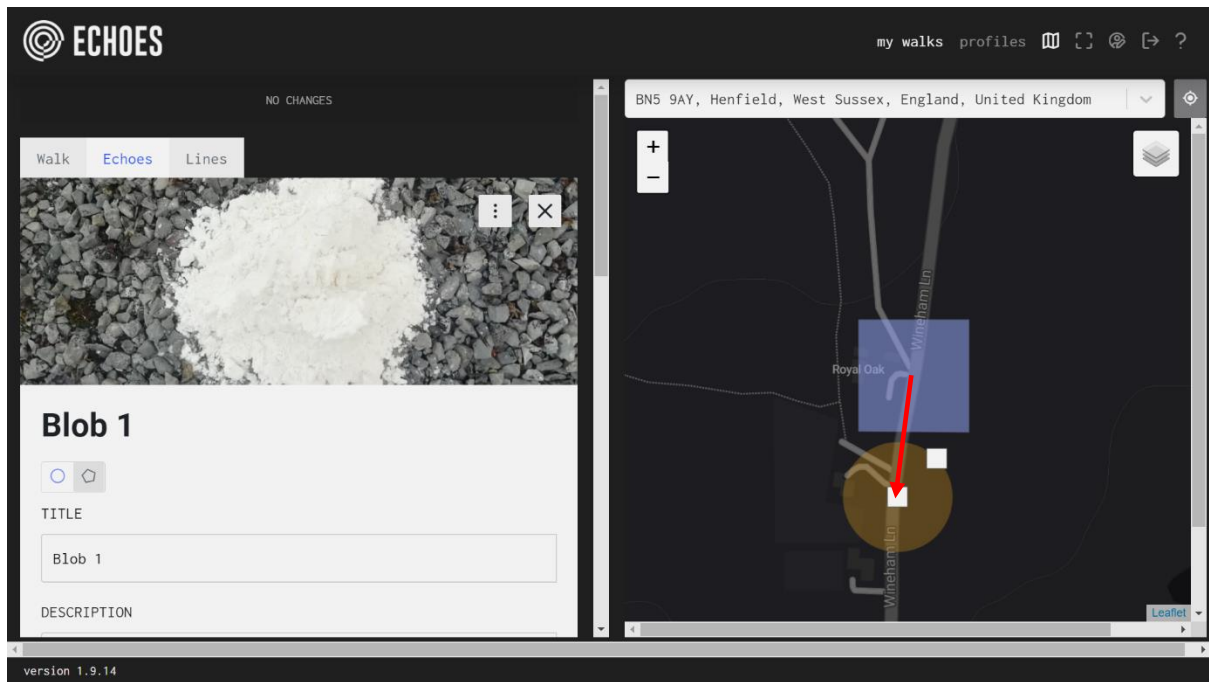 ECHOES
my walks profiles ?
NO CHANGES
BN5 9AY, Henfield, West Sussex, England, United Kingdom
Walk Echoes Lines
+
−
Wineham Ln
Royal Oak
Blob 1
TITLE
Blob 1
Wineham Ln
DESCRIPTION
Leaflet
version 1.9.14